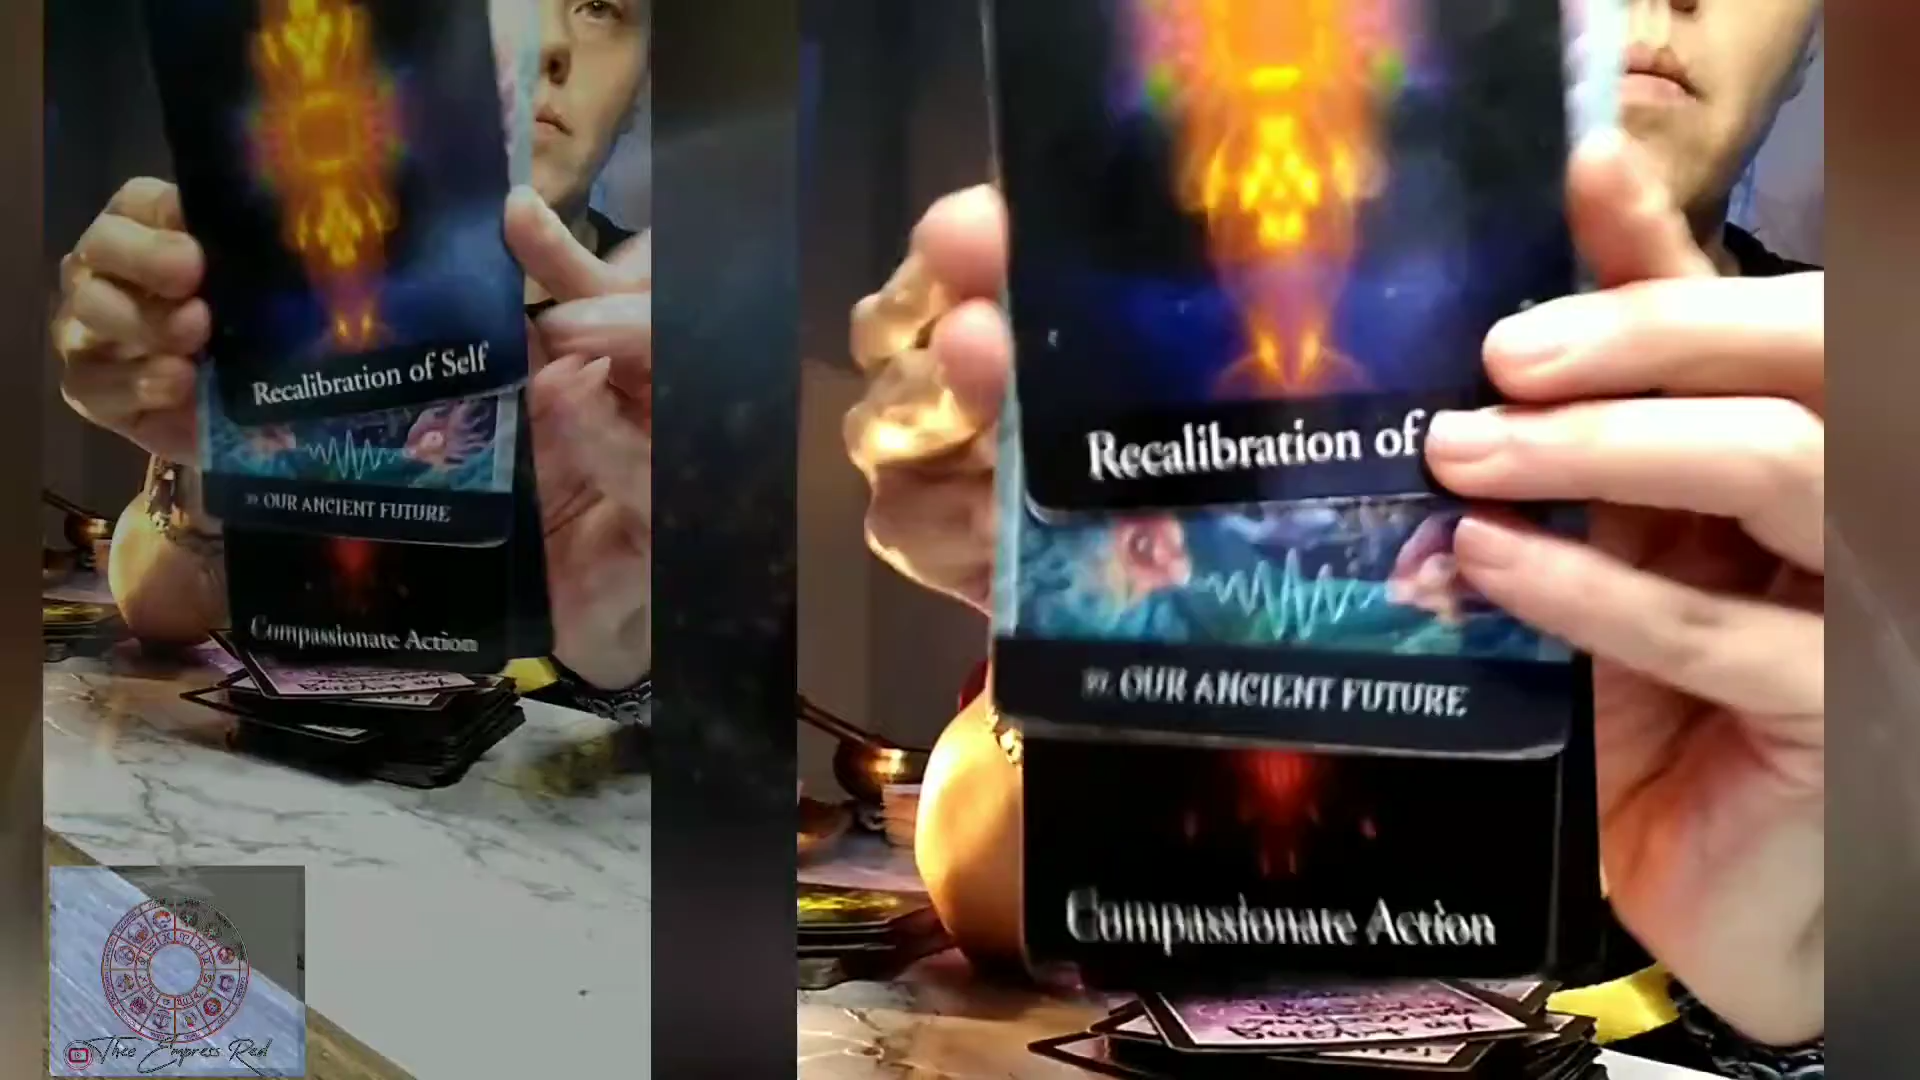 Recalibration of Self
OUR ANCIENT FUTURE
Compassionate Action
Recalibration of
OUR ANCIENT FUTURE
Compassionate Action
Thee Empress Red